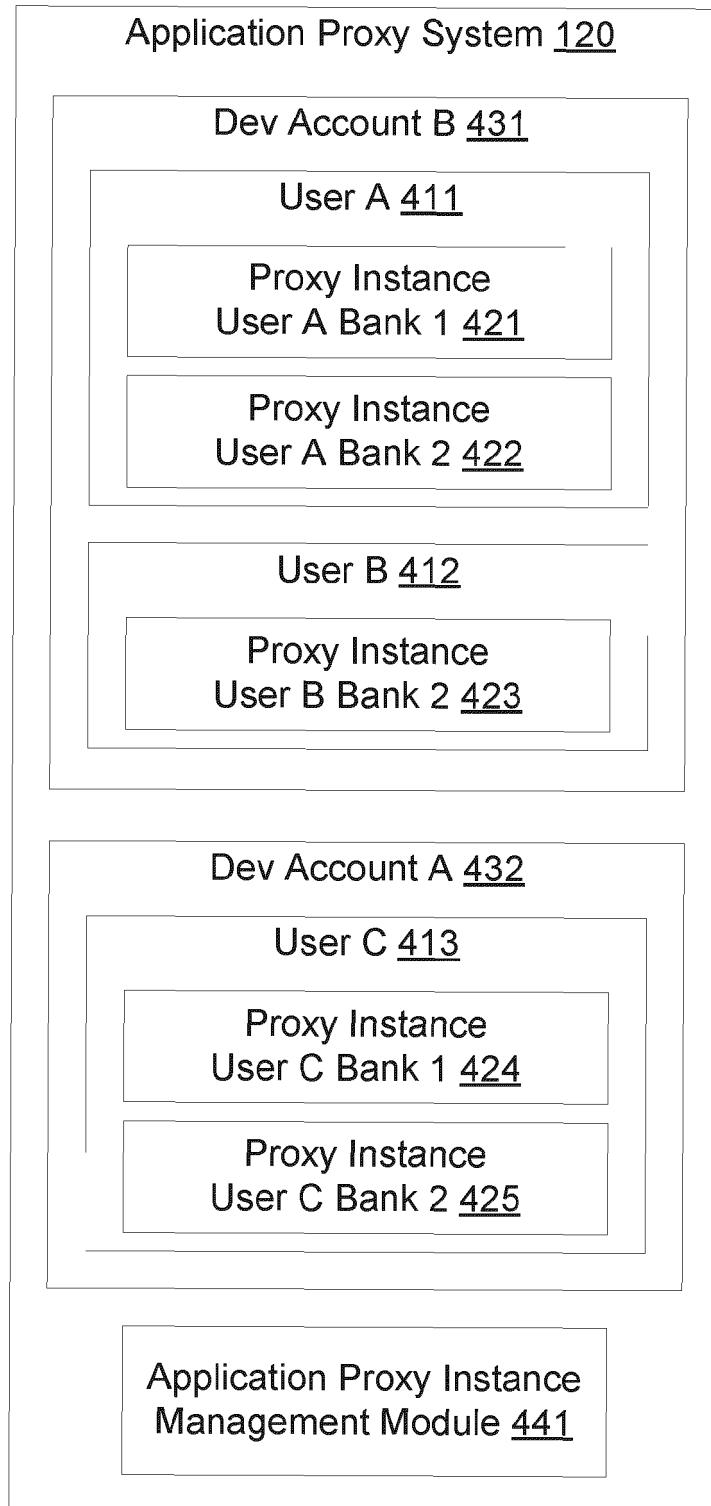 Application Proxy System 120
Dev Account B 431
User A 411
Proxy Instance
User A Bank 1 421
Proxy Instance
User A Bank 2 422
User B 412
Proxy Instance
User B Bank 2 423
Dev Account A 432
User C 413
Proxy Instance
User C Bank 1 424
Proxy Instance
User C Bank 2 425
Application Proxy Instance
Management Module 441